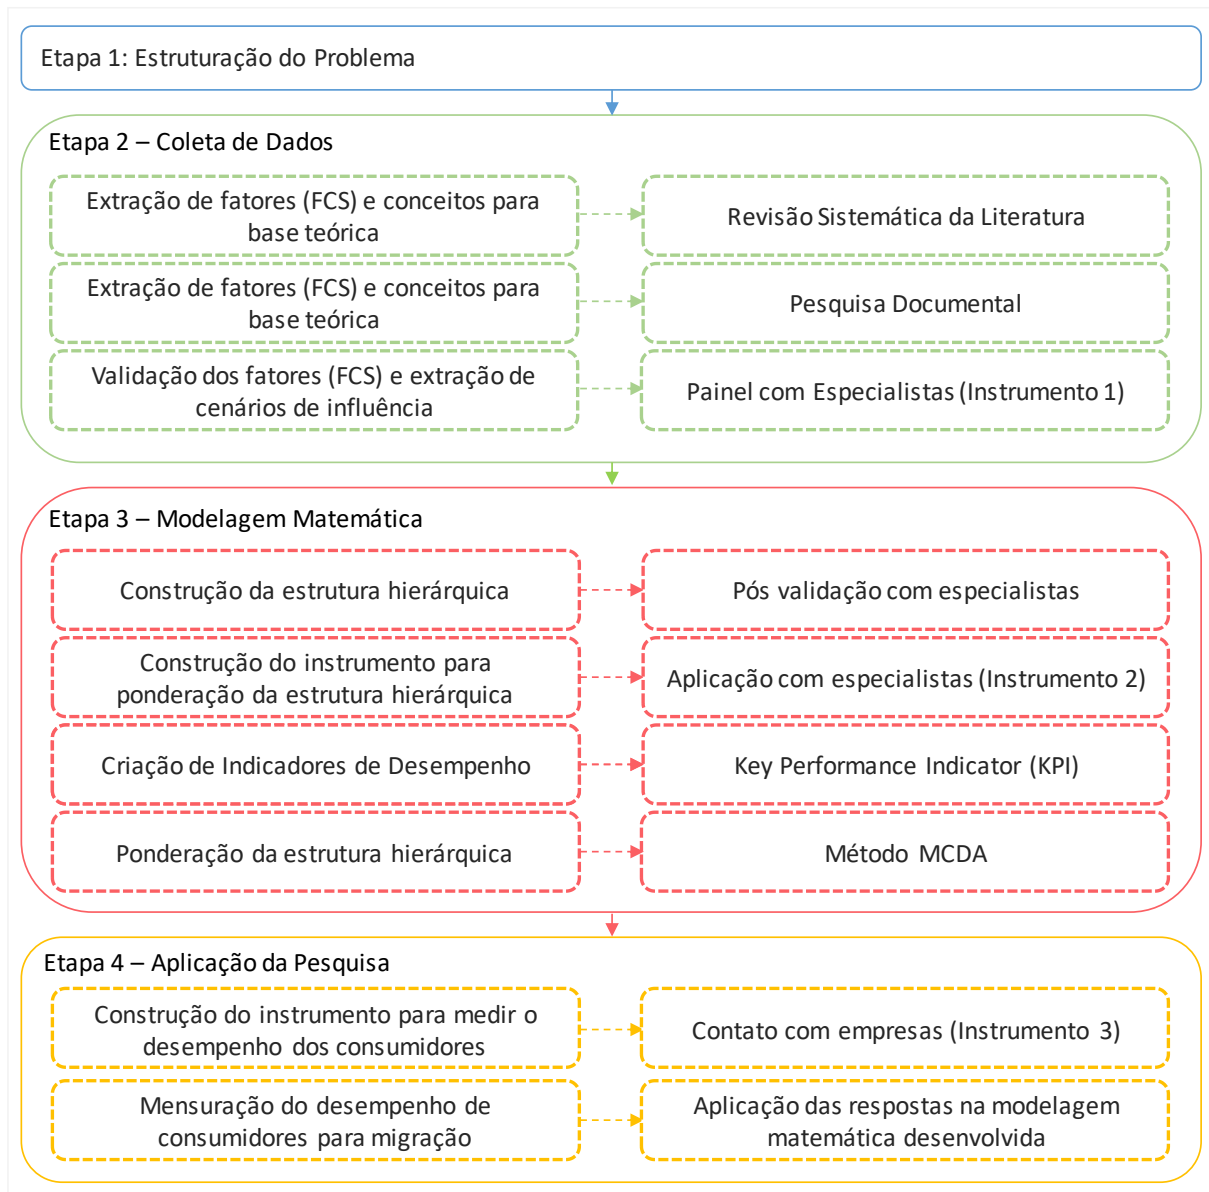 Etapa 1: Estruturação do Problema
Etapa 2 – Coleta de Dados
Extração de fatores (FCS) e conceitos para
base teórica
Revisão Sistemática da Literatura
Extração de fatores (FCS) e conceitos para
base teórica
Pesquisa Documental
Validação dos fatores (FCS) e extração de
cenários de influência
Painel com Especialistas (Instrumento 1)
Etapa 3 – Modelagem Matemática
Construção da estrutura hierárquica
Pós validação com especialistas
Construção do instrumento para
ponderação da estrutura hierárquica
Aplicação com especialistas (Instrumento 2)
Criação de Indicadores de Desempenho
Key Performance Indicator (KPI)
Ponderação da estrutura hierárquica
Método MCDA
Etapa 4 – Aplicação da Pesquisa
Construção do instrumento para medir o
desempenho dos consumidores
Contato com empresas (Instrumento 3)
Mensuração do desempenho de
consumidores para migração
Aplicação das respostas na modelagem
matemática desenvolvida